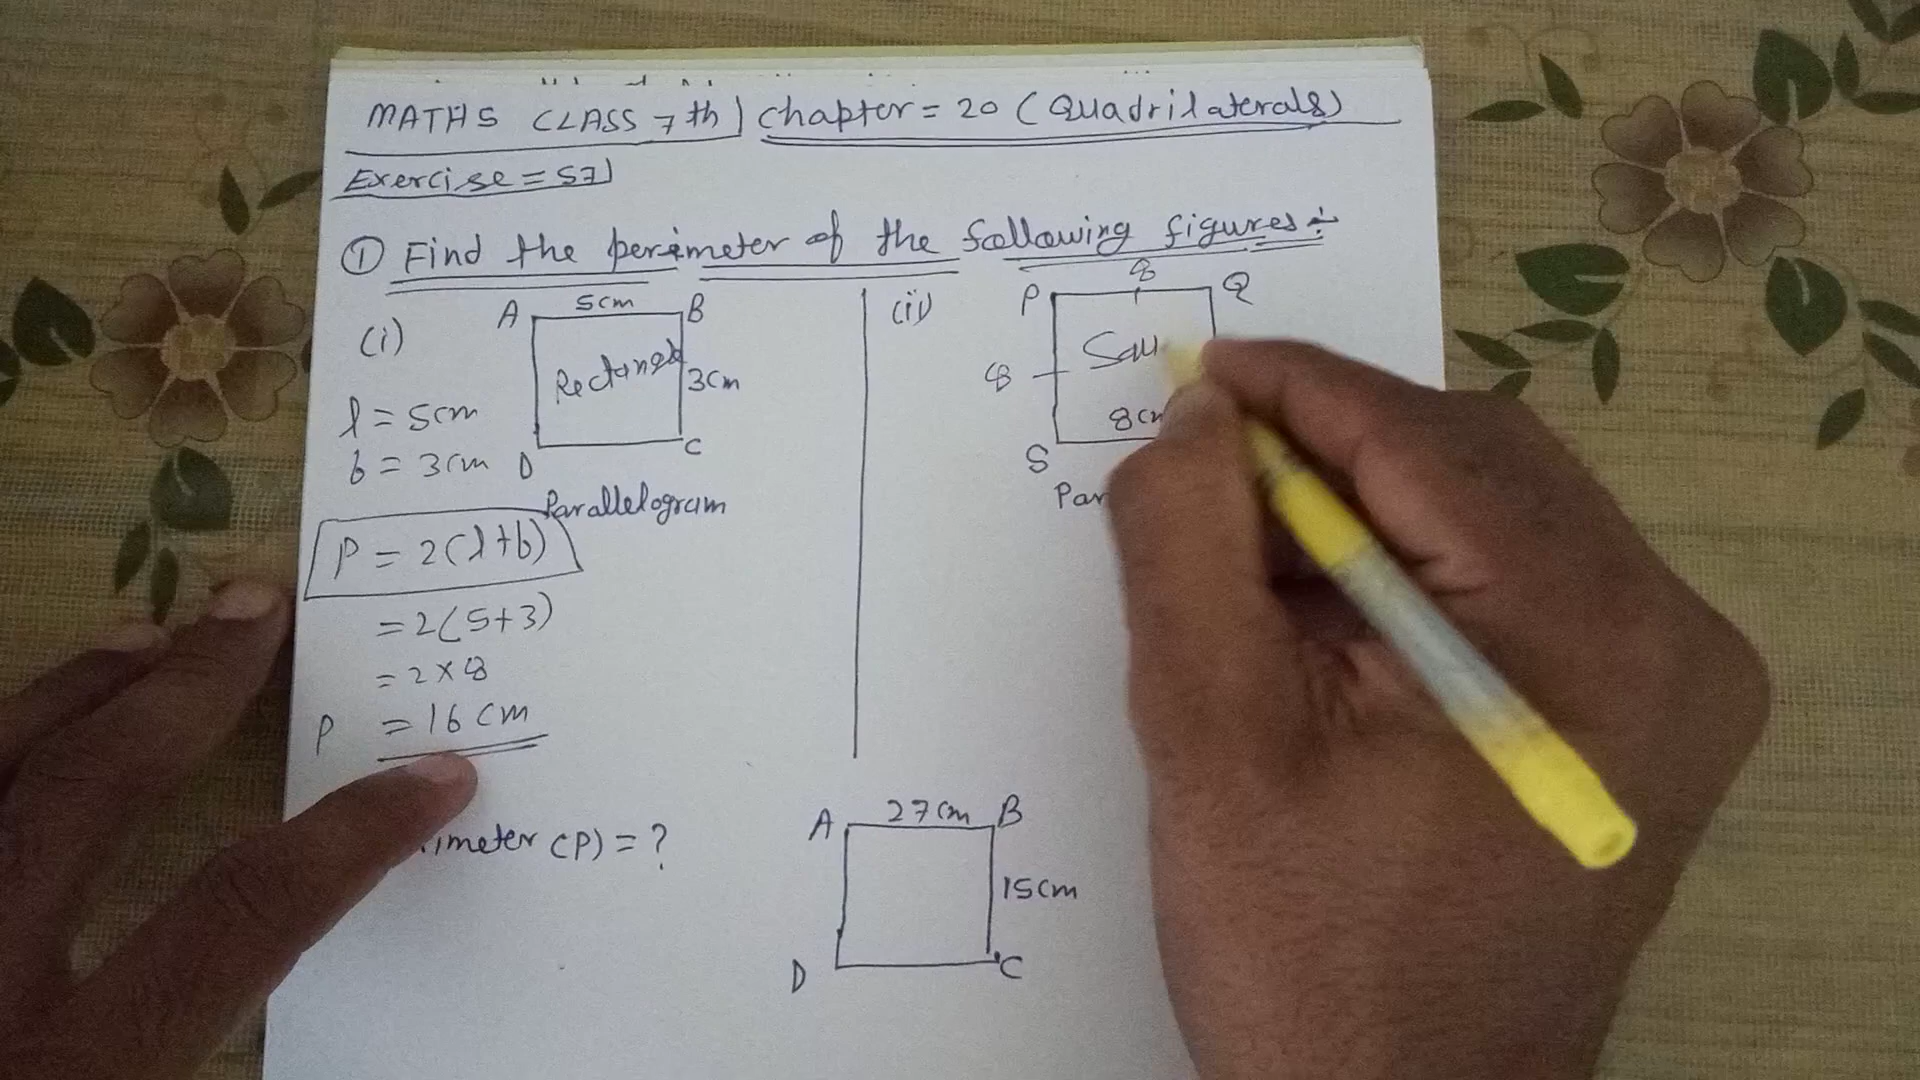 MATHS CLASS 7th | Chapter = 20 (Quadrilaterals)
Exercise = 57
① Find the perimeter of the following figures :-
(i)
A 5cm B
Rectangle
3cm
D C
Parallelogram
l = 5cm
b = 3cm
P = 2(l+b)
= 2(5+3)
= 2 × 8
P = 16 cm
(ii)
P 8 Q
8
Squ
8cm
S
Par
imeter (P) = ?
A 27cm B
15cm
D C